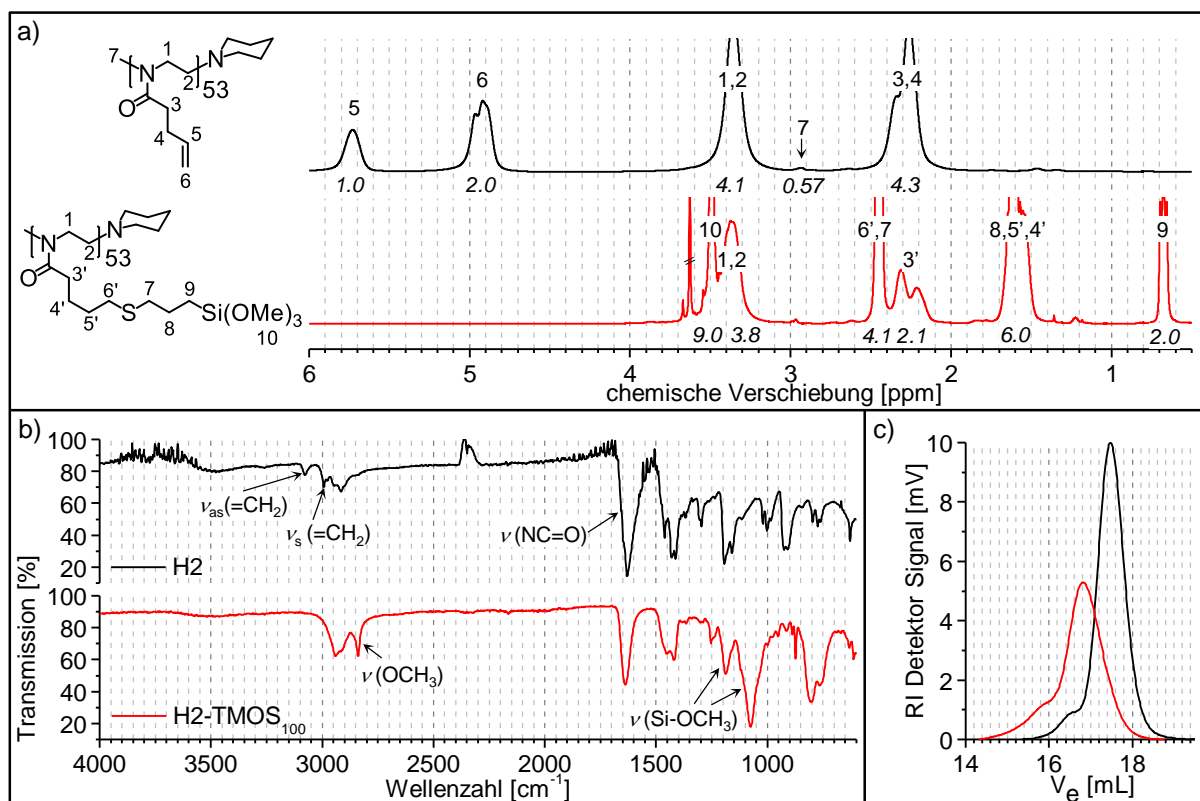 a)
7
N
1
2
N
53
O
3
4
5
6
1
N
2
N
53
O
3'
4'
5'
6'
S
7
8
9
Si(OMe)3
10
5
6
1,2
7
3,4
1.0
2.0
4.1
0.57
4.3
10
1,2
6',7
3'
8,5',4'
9
9.0
3.8
4.1
2.1
6.0
2.0
6 5 4 3 2 1
chemische Verschiebung [ppm]
b)
Transmission [%]
100
80
60
40
20
νas(=CH2)
νs(=CH2)
ν(NC=O)
H2
100
80
60
40
20
ν(OCH3)
ν(Si-OCH3)
H2-TMOS100
4000 3500 3000 2500 2000 1500 1000
Wellenzahl [cm-1]
c)
RI Detektor Signal [mV]
10
8
6
4
2
0
14 16 18
Ve [mL]